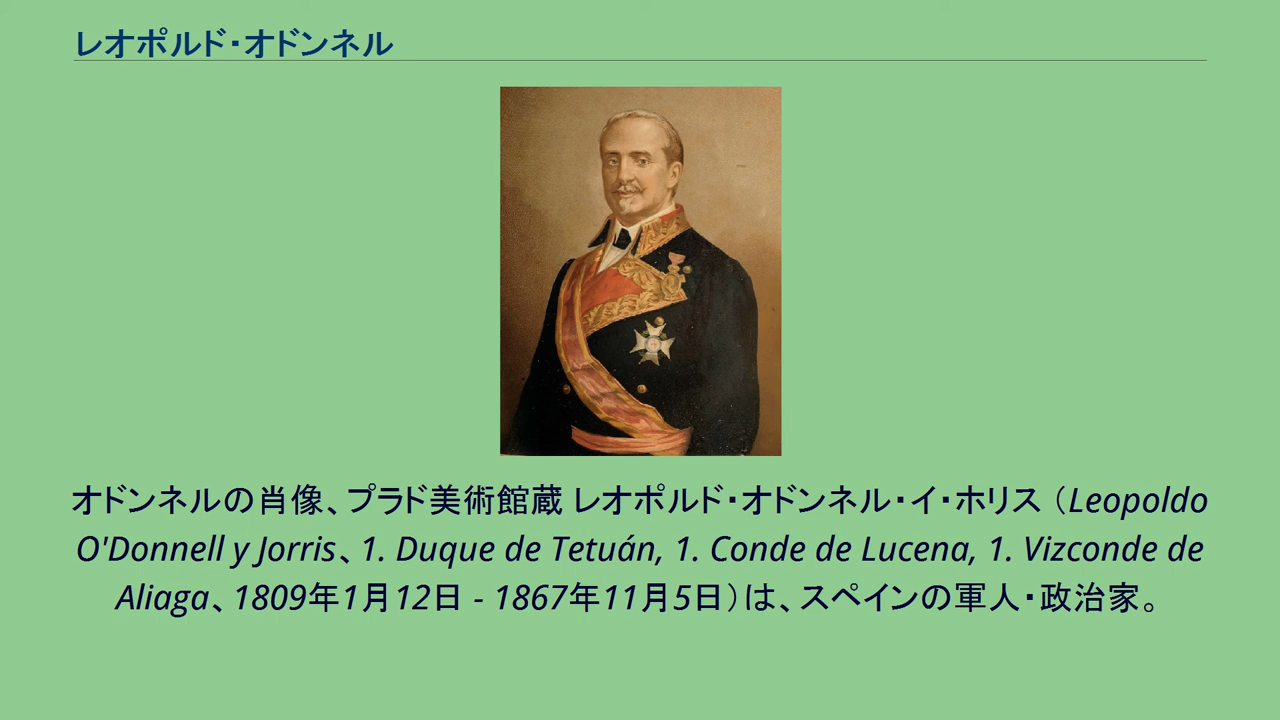 レオポルド・オドンネル
オドンネルの肖像、プラド美術館蔵 レオポルド・オドンネル・イ・ホリス（Leopoldo
O'Donnell y Jorris、1. Duque de Tetuán, 1. Conde de Lucena, 1. Vizconde de
Aliaga、1809年1月12日 - 1867年11月5日）は、スペインの軍人・政治家。